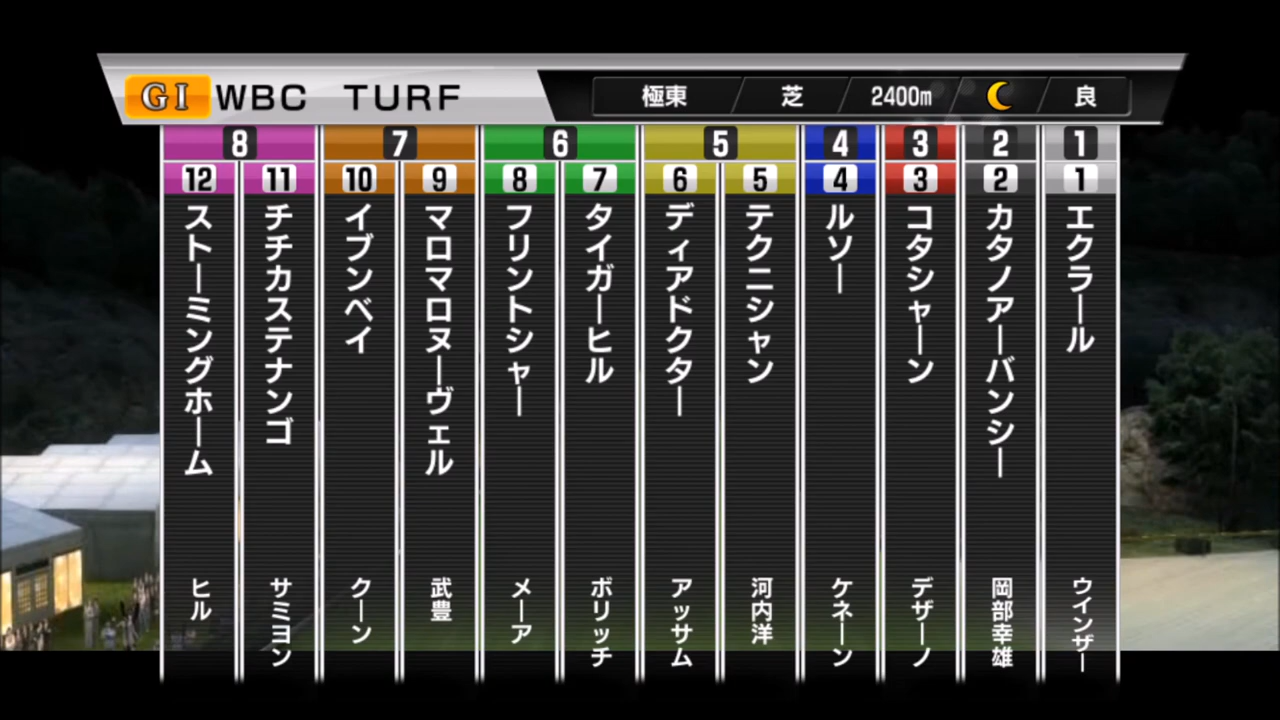 GI WBC TURF 極東 芝 2400m 良
1
1
エクラール
ウインザー
2
2
カタノアーバンシー
岡部幸雄
3
3
コタシャーン
デザーノ
4
4
ルソー
ケネーン
5
5
テクニシャン
河内洋
6
ディアドクター
アッサム
6
7
タイガーヒル
ボリッチ
8
フリントシャー
メーア
7
9
マロマロヌーヴェル
武豊
10
イブンベイ
クーン
8
11
チチカステナンゴ
サミヨン
12
ストーミングホーム
ヒル